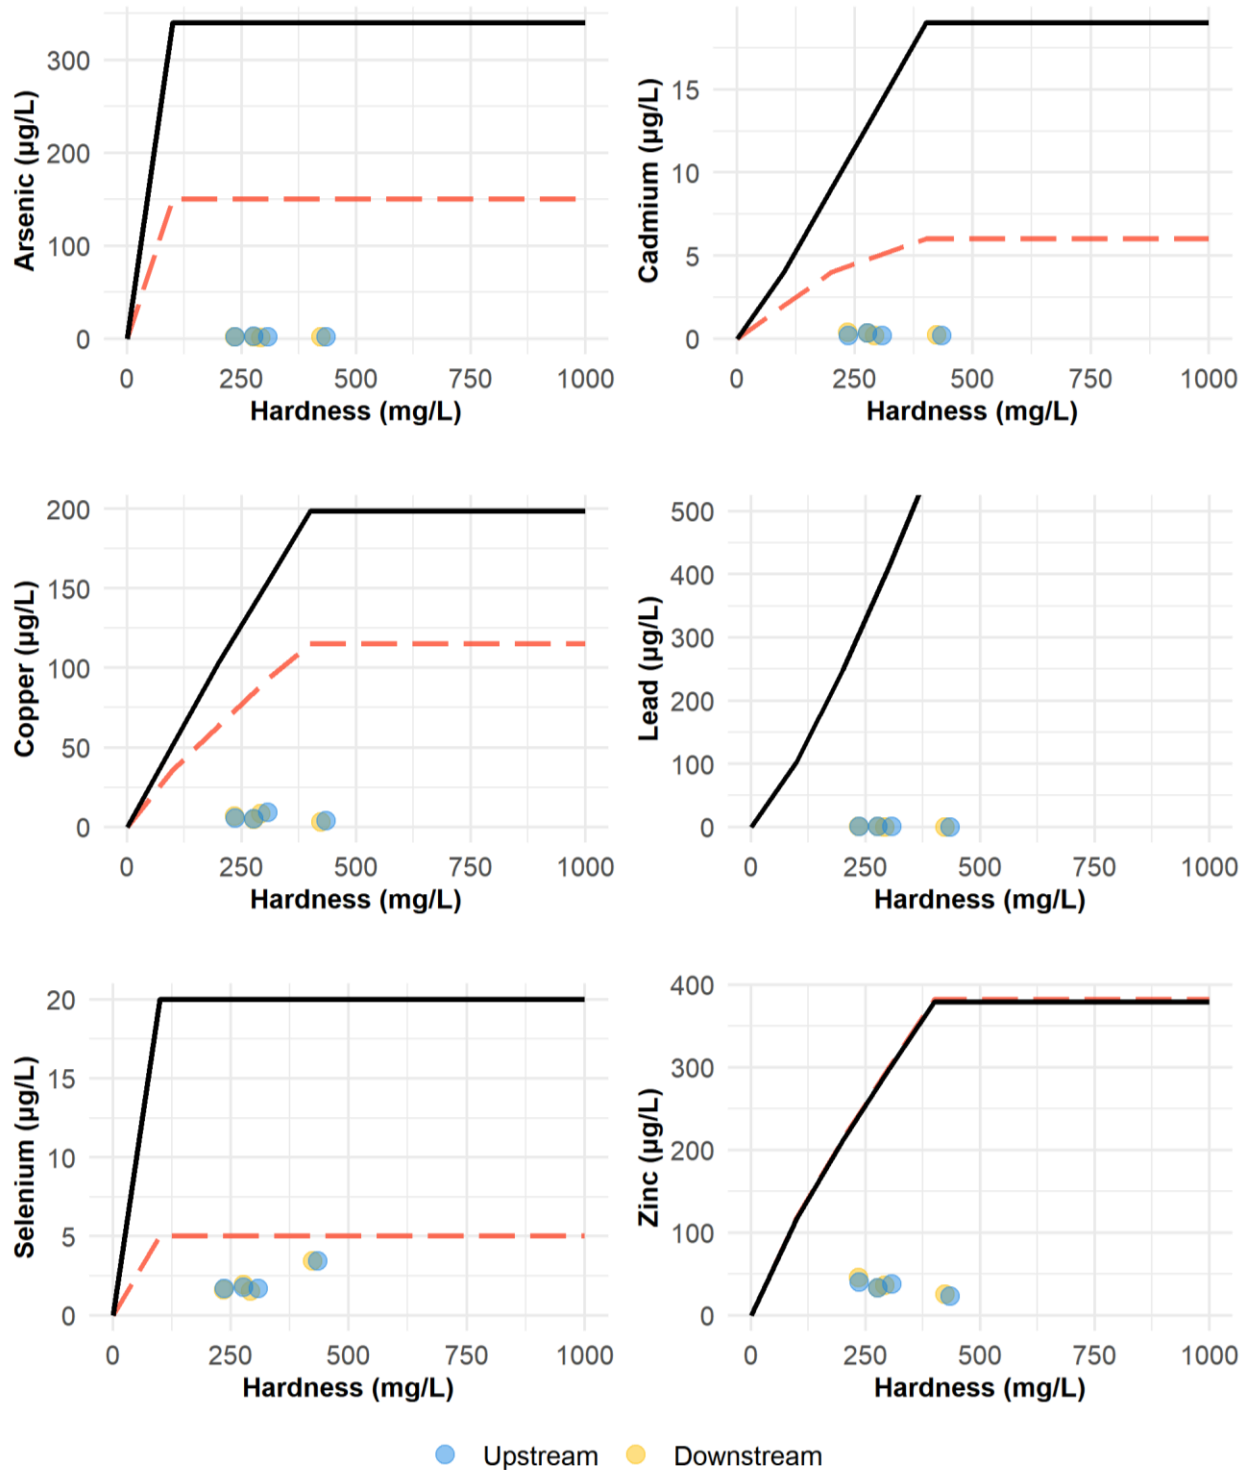 Arsenic (µg/L)
300
200
100
0
0 250 500 750 1000
Hardness (mg/L)
Cadmium (µg/L)
15
10
5
0
0 250 500 750 1000
Hardness (mg/L)
Copper (µg/L)
200
150
100
50
0
0 250 500 750 1000
Hardness (mg/L)
Lead (µg/L)
500
400
300
200
100
0
0 250 500 750 1000
Hardness (mg/L)
Selenium (µg/L)
20
15
10
5
0
0 250 500 750 1000
Hardness (mg/L)
Zinc (µg/L)
400
300
200
100
0
0 250 500 750 1000
Hardness (mg/L)
Upstream Downstream